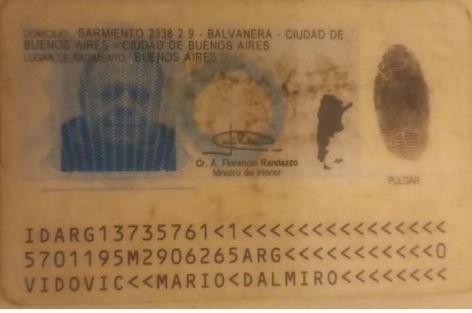 DOMICILIO: SARMIENTO 2338 2 9 - BALVANERA - CIUDAD DE
BUENOS AIRES - CIUDAD DE BUENOS AIRES
LUGAR DE NACIMIENTO: BUENOS AIRES
Cr. A. Florencio Randazzo
Ministro del Interior
PULGAR
IDARG13735761<1<<<<<<<<<<<<<<<
5701195M2906265ARG<<<<<<<<<<<0
VIDOVIC<<MARIO<DALMIRO<<<<<<<<